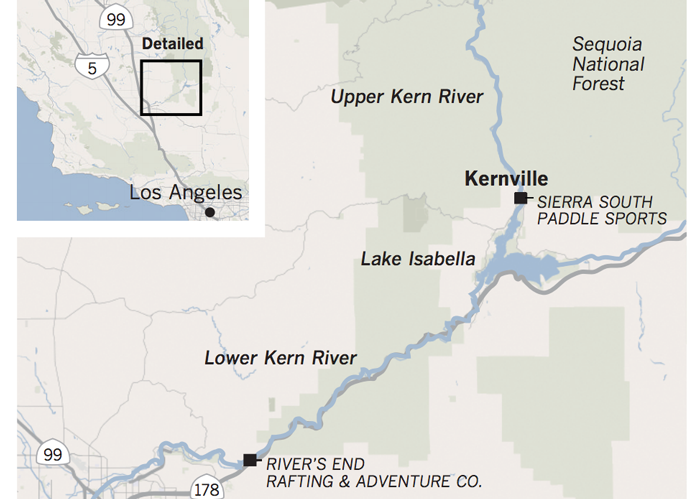 99
Detailed
5
Los Angeles
Sequoia
National
Forest
Upper Kern River
Kernville
SIERRA SOUTH
PADDLE SPORTS
Lake Isabella
Lower Kern River
99
RIVER'S END
RAFTING & ADVENTURE CO.
178